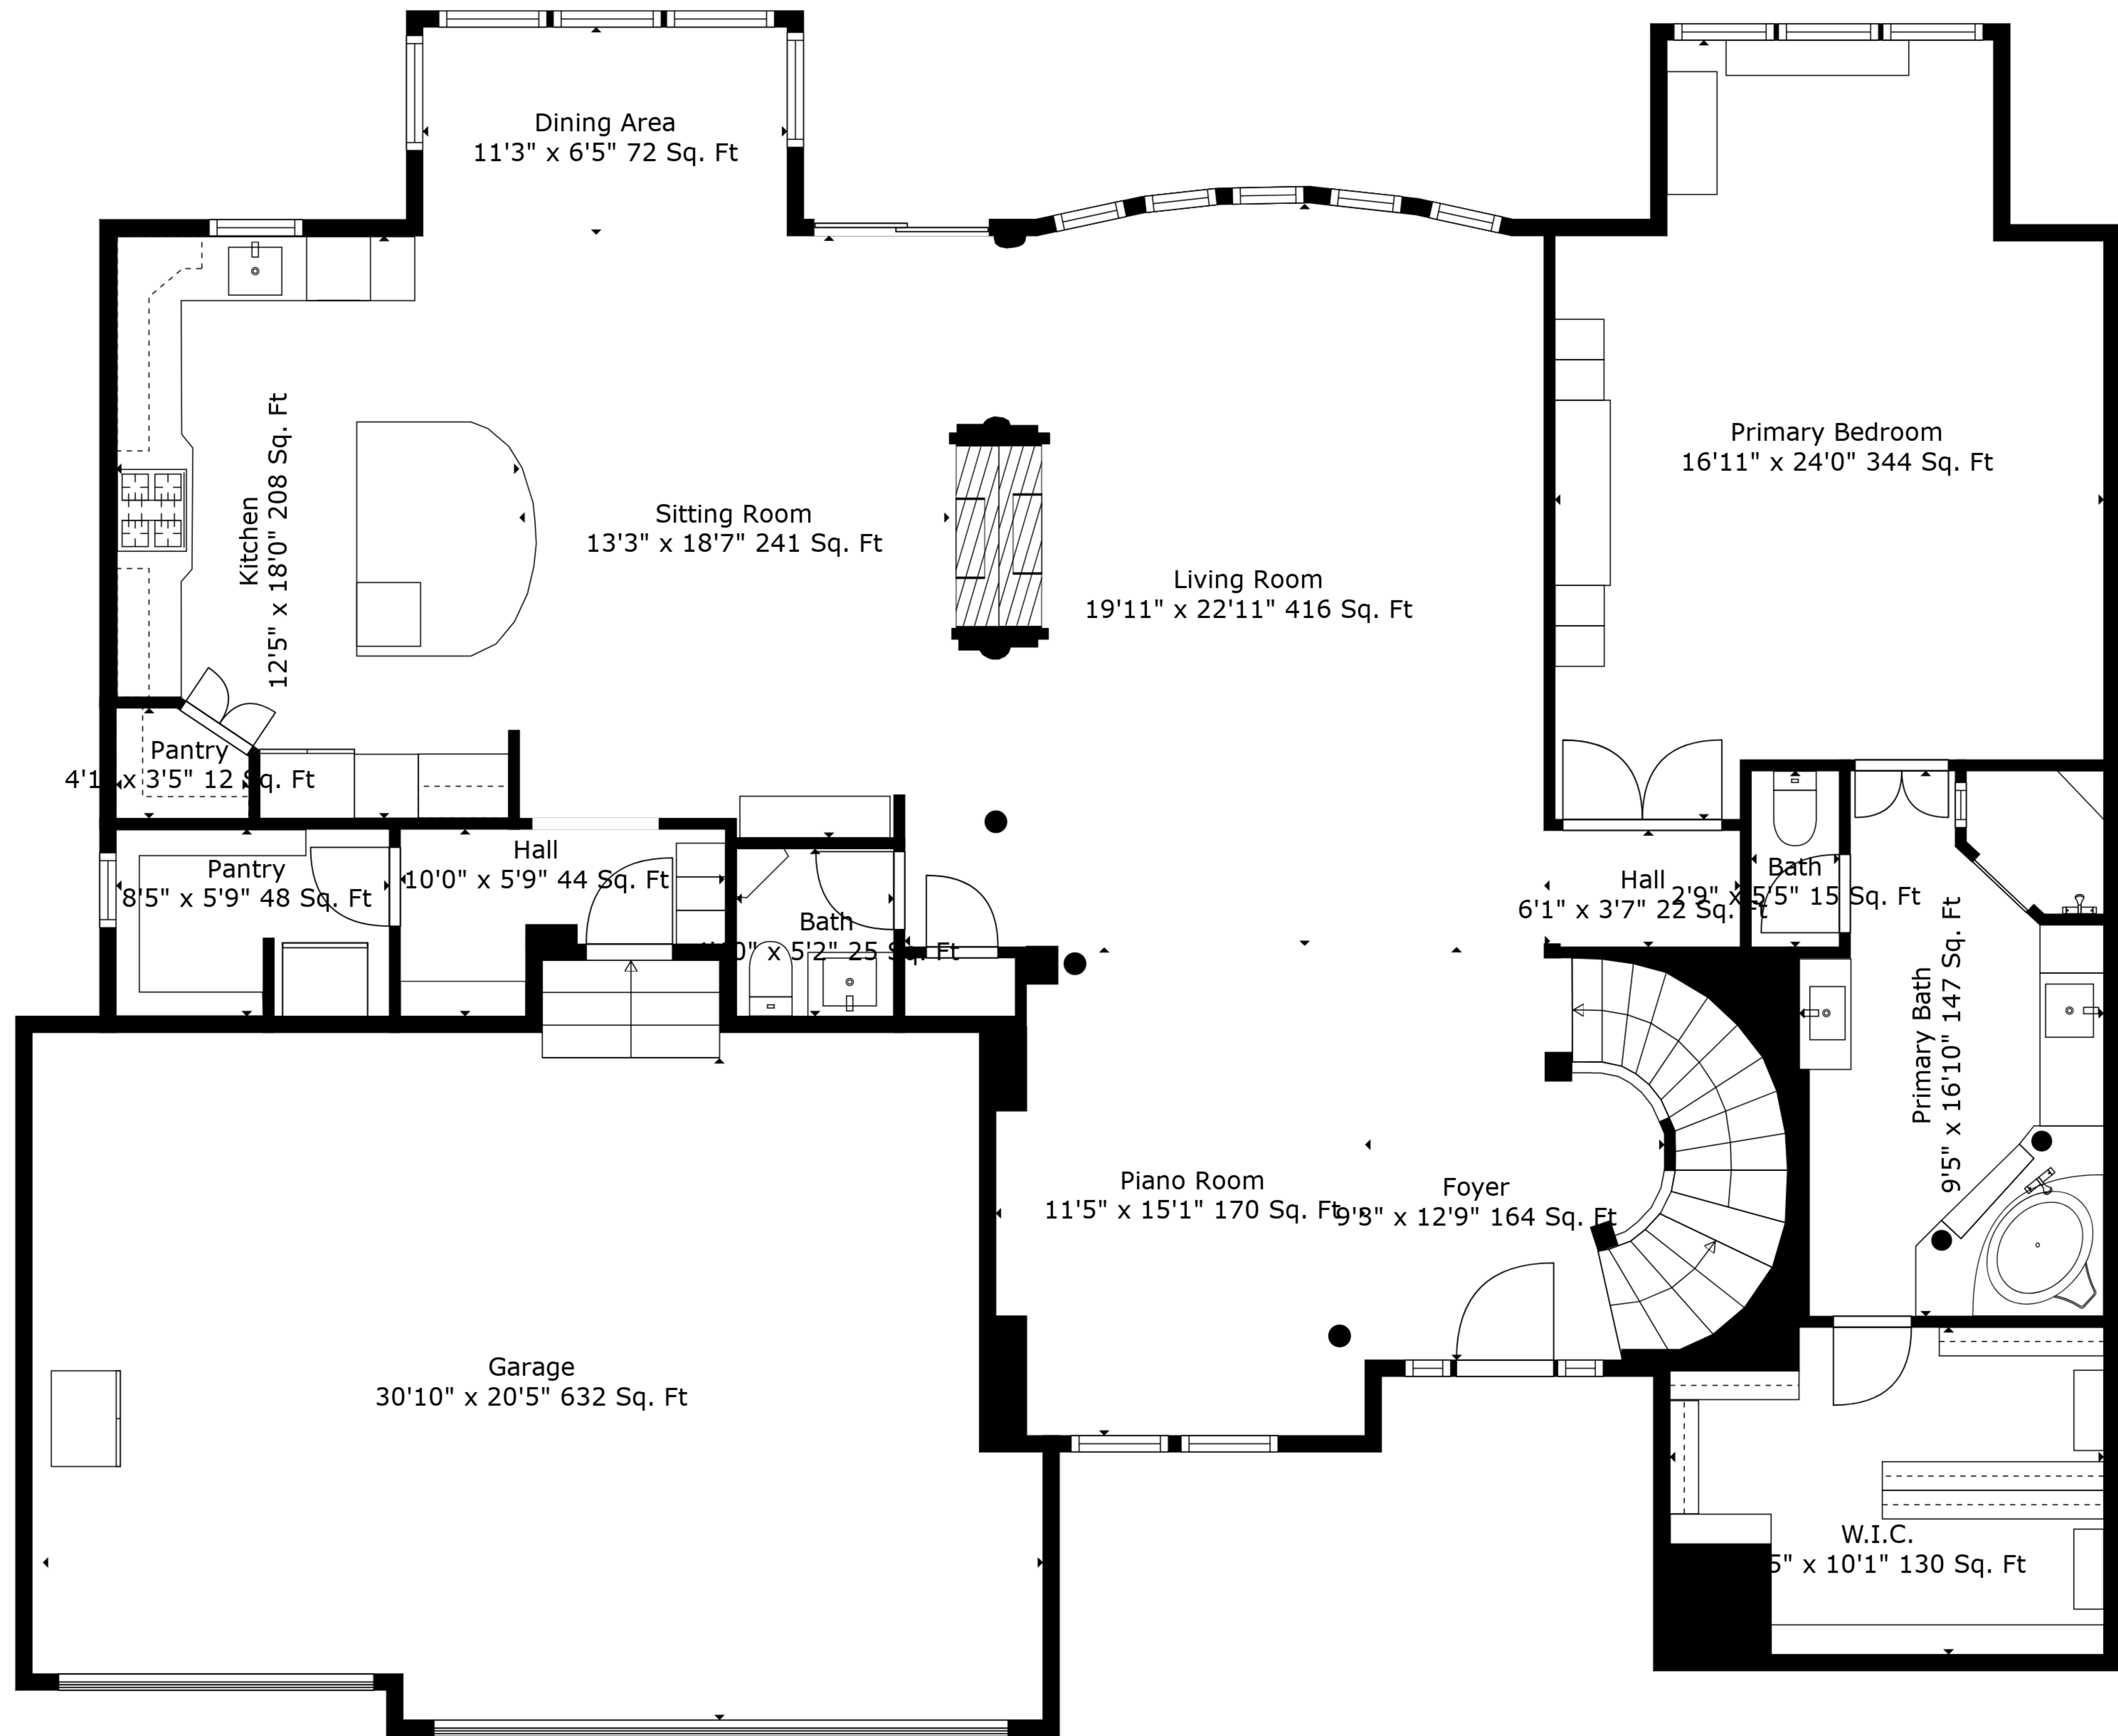 Dining Area
11'3" x 6'5" 72 Sq. Ft
Primary Bedroom
16'11" x 24'0" 344 Sq. Ft
Kitchen
12'5" x 18'0" 208 Sq. Ft
Sitting Room
13'3" x 18'7" 241 Sq. Ft
Living Room
19'11" x 22'11" 416 Sq. Ft
Pantry
x 3'5" 12 Sq. Ft
Pantry
8'5" x 5'9" 48 Sq. Ft
Hall
10'0" x 5'9" 44 Sq. Ft
Bath
x 5'2" 25 Sq. Ft
Hall
6'1" x 3'7" 22 Sq. Ft
Bath
2'9" x 5'5" 15 Sq. Ft
Primary Bath
9'5" x 16'10" 147 Sq. Ft
Piano Room
11'5" x 15'1" 170 Sq. Ft
Foyer
9'3" x 12'9" 164 Sq. Ft
Garage
30'10" x 20'5" 632 Sq. Ft
W.I.C.
x 10'1" 130 Sq. Ft